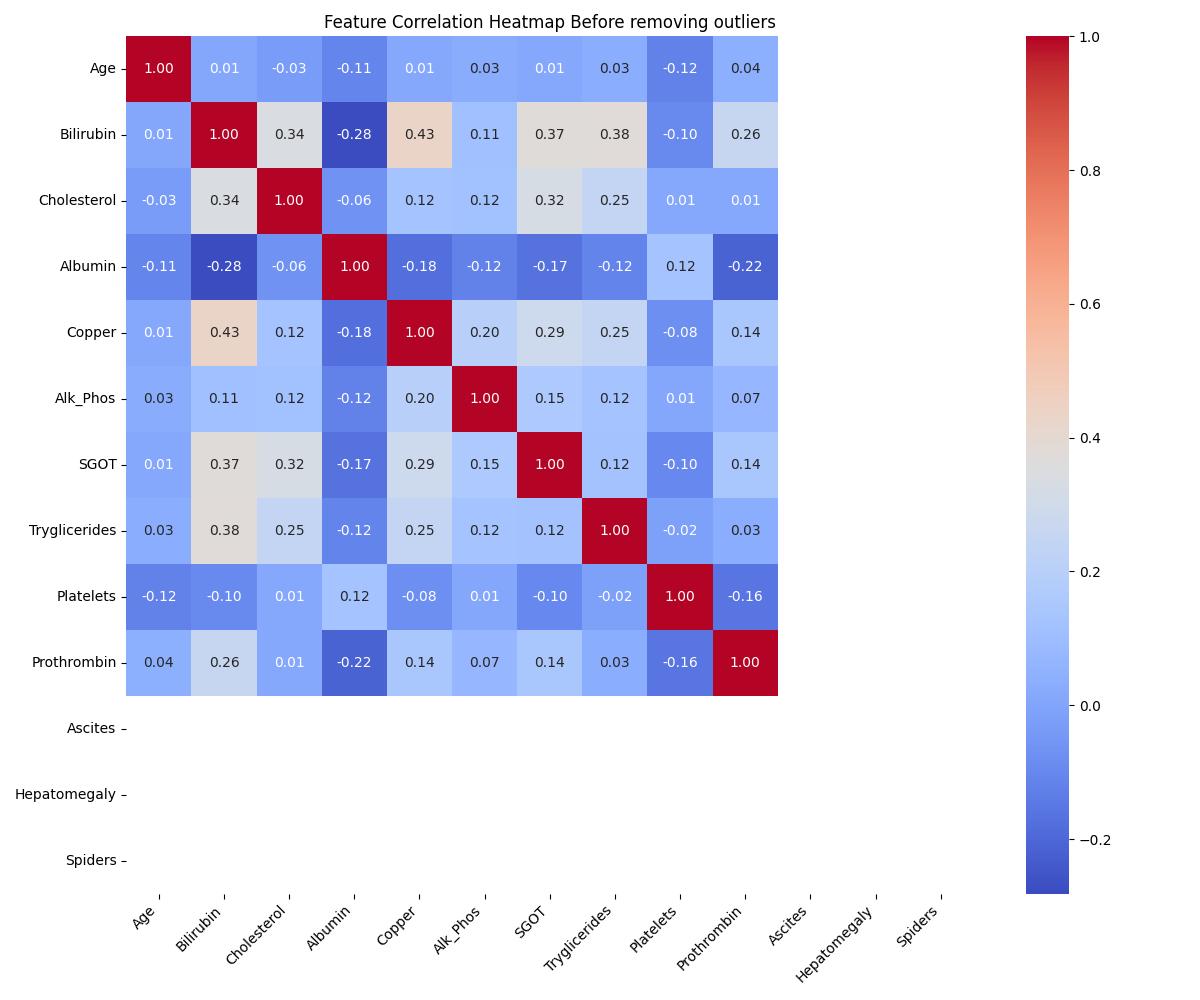 Feature Correlation Heatmap Before removing outliers
Age 1.00 0.01 -0.03 -0.11 0.01 0.03 0.01 0.03 -0.12 0.04
Bilirubin 0.01 1.00 0.34 -0.28 0.43 0.11 0.37 0.38 -0.10 0.26
Cholesterol -0.03 0.34 1.00 -0.06 0.12 0.12 0.32 0.25 0.01 0.01
Albumin -0.11 -0.28 -0.06 1.00 -0.18 -0.12 -0.17 -0.12 0.12 -0.22
Copper 0.01 0.43 0.12 -0.18 1.00 0.20 0.29 0.25 -0.08 0.14
Alk_Phos 0.03 0.11 0.12 -0.12 0.20 1.00 0.15 0.12 0.01 0.07
SGOT 0.01 0.37 0.32 -0.17 0.29 0.15 1.00 0.12 -0.10 0.14
Tryglicerides 0.03 0.38 0.25 -0.12 0.25 0.12 0.12 1.00 -0.02 0.03
Platelets -0.12 -0.10 0.01 0.12 -0.08 0.01 -0.10 -0.02 1.00 -0.16
Prothrombin 0.04 0.26 0.01 -0.22 0.14 0.07 0.14 0.03 -0.16 1.00
Ascites
Hepatomegaly
Spiders
Age Bilirubin Cholesterol Albumin Copper Alk_Phos SGOT Tryglicerides Platelets Prothrombin Ascites Hepatomegaly Spiders
1.0
0.8
0.6
0.4
0.2
0.0
−0.2